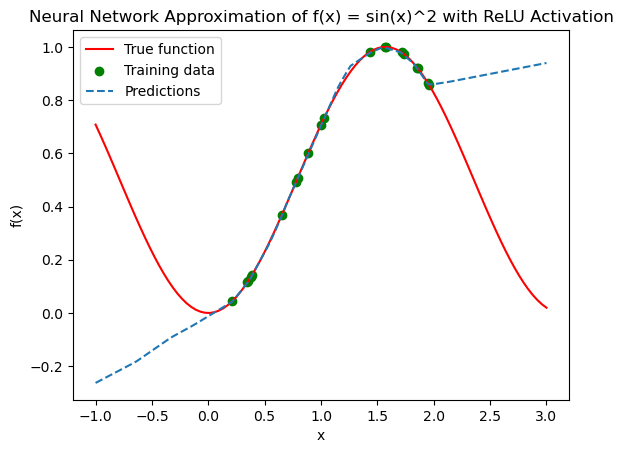 Neural Network Approximation of f(x) = sin(x)^2 with ReLU Activation
True function
Training data
Predictions
f(x)
1.0
0.8
0.6
0.4
0.2
0.0
−0.2
−1.0 −0.5 0.0 0.5 1.0 1.5 2.0 2.5 3.0
x